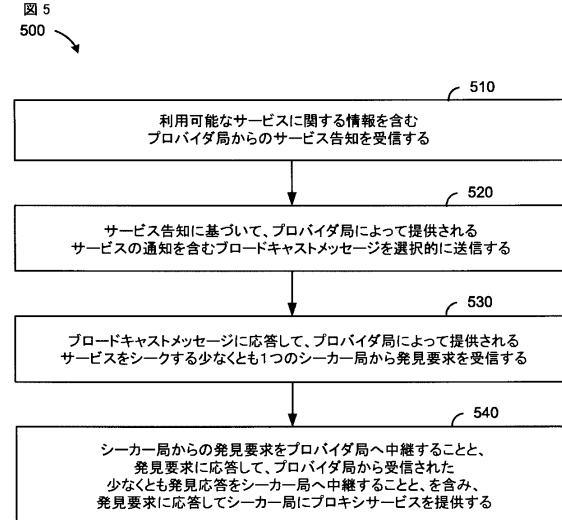 図 5
500
510
利用可能なサービスに関する情報を含む
プロバイダ局からのサービス告知を受信する
520
サービス告知に基づいて、プロバイダ局によって提供される
サービスの通知を含むブロードキャストメッセージを選択的に送信する
530
ブロードキャストメッセージに応答して、プロバイダ局によって提供される
サービスをシークする少なくとも1つのシーカー局から発見要求を受信する
540
シーカー局からの発見要求をプロバイダ局へ中継することと、
発見要求に応答して、プロバイダ局から受信された
少なくとも発見応答をシーカー局へ中継することと、を含み、
発見要求に応答してシーカー局にプロキシサービスを提供する